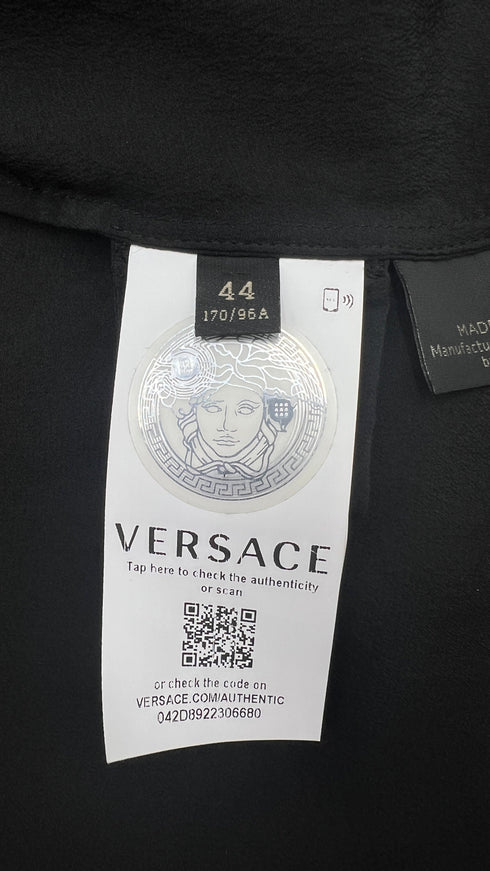 44
170/96A
VERSACE
Tap here to check the authenticity
or scan
or check the code on
VERSACE.COM/AUTHENTIC
042D8922306680
MADE